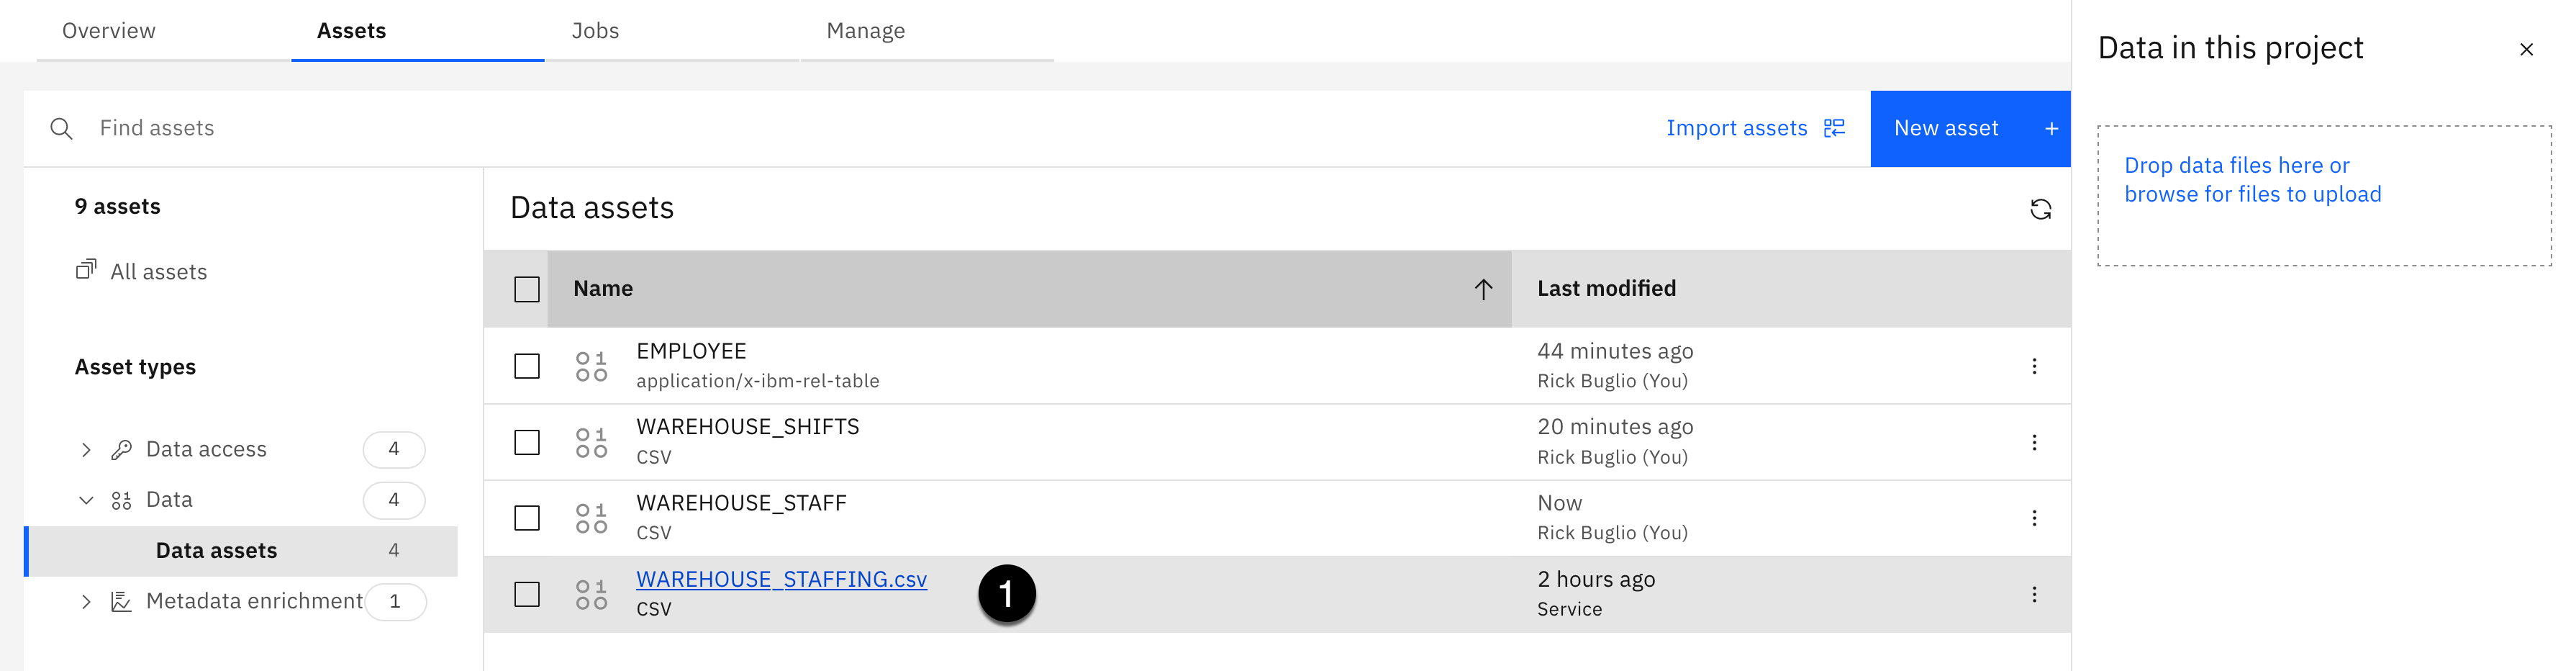 Overview
Assets
Jobs
Manage
Data in this project
Find assets
Import assets
New asset
Drop data files here or
browse for files to upload
9 assets
All assets
Asset types
Data access
4
Data
4
Data assets
4
Metadata enrichment
1
Data assets
Name
Last modified
EMPLOYEE
application/x-ibm-rel-table
44 minutes ago
Rick Buglio (You)
WAREHOUSE_SHIFTS
CSV
20 minutes ago
Rick Buglio (You)
WAREHOUSE_STAFF
CSV
Now
Rick Buglio (You)
WAREHOUSE_STAFFING.csv
CSV
1
2 hours ago
Service